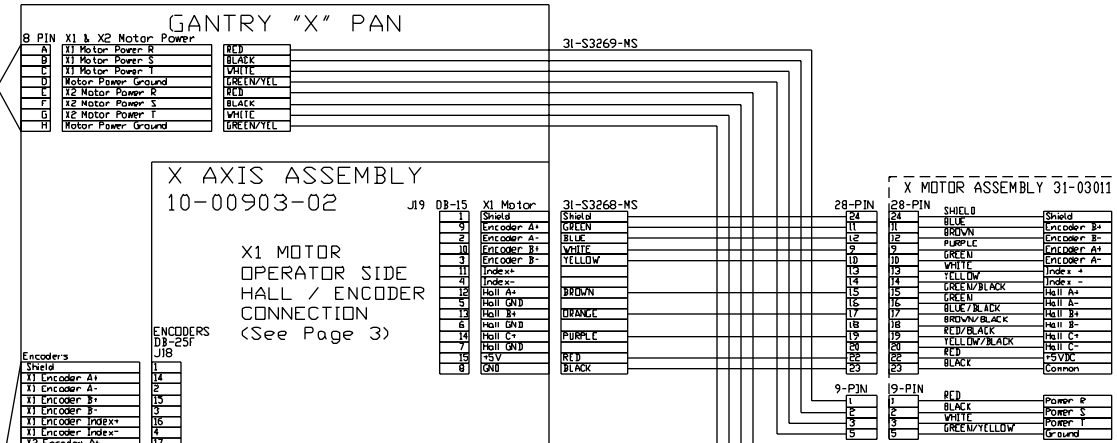 GANTRY "X" PAN
8 PIN X1 & X2 Motor Power
A X1 Motor Power R RED
B X1 Motor Power S BLACK
C X1 Motor Power T WHITE
D Motor Power Ground GREEN/YEL
E X2 Motor Power R RED
F X2 Motor Power S BLACK
G X2 Motor Power T WHITE
H Motor Power Ground GREEN/YEL
31-S3269-MS
X AXIS ASSEMBLY
10-00903-02
X1 MOTOR
OPERATOR SIDE
HALL / ENCODER
CONNECTION
(See Page 3)
J19 DB-15 X1 Motor 31-S3268-MS
1 Shield Shield
9 Encoder A+ GREEN
2 Encoder A- BLUE
10 Encoder B+ WHITE
3 Encoder B- YELLOW
11 Index+
4 Index-
12 Hall A+ BROWN
5 Hall GND
13 Hall B+ ORANGE
6 Hall GND
14 Hall C+ PURPLE
7 Hall GND
15 +5V RED
8 GND BLACK
X MOTOR ASSEMBLY 31-03011
28-PIN 28-PIN
24 24 SHIELD Shield
11 11 BLUE Encoder B+
12 12 BROWN Encoder B-
9 9 PURPLE Encoder A+
10 10 GREEN Encoder A-
13 13 WHITE Index +
14 14 YELLOW Index -
15 15 GREEN/BLACK Hall A+
16 16 GREEN Hall A-
17 17 BLUE/BLACK Hall B+
18 18 BROWN/BLACK Hall B-
19 19 RED/BLACK Hall C+
20 20 YELLOW/BLACK Hall C-
22 22 RED +5VDC
23 23 BLACK Common
9-PIN 9-PIN
1 1 RED Power R
2 2 BLACK Power S
3 3 WHITE Power T
5 5 GREEN/YELLOW Ground
ENCODERS
DB-25F
J18
Encoders
Shield 1
X1 Encoder A+ 14
X1 Encoder A- 2
X1 Encoder B+ 15
X1 Encoder B- 3
X1 Encoder Index+ 16
X1 Encoder Index- 4
X2 Encoder A+ 17